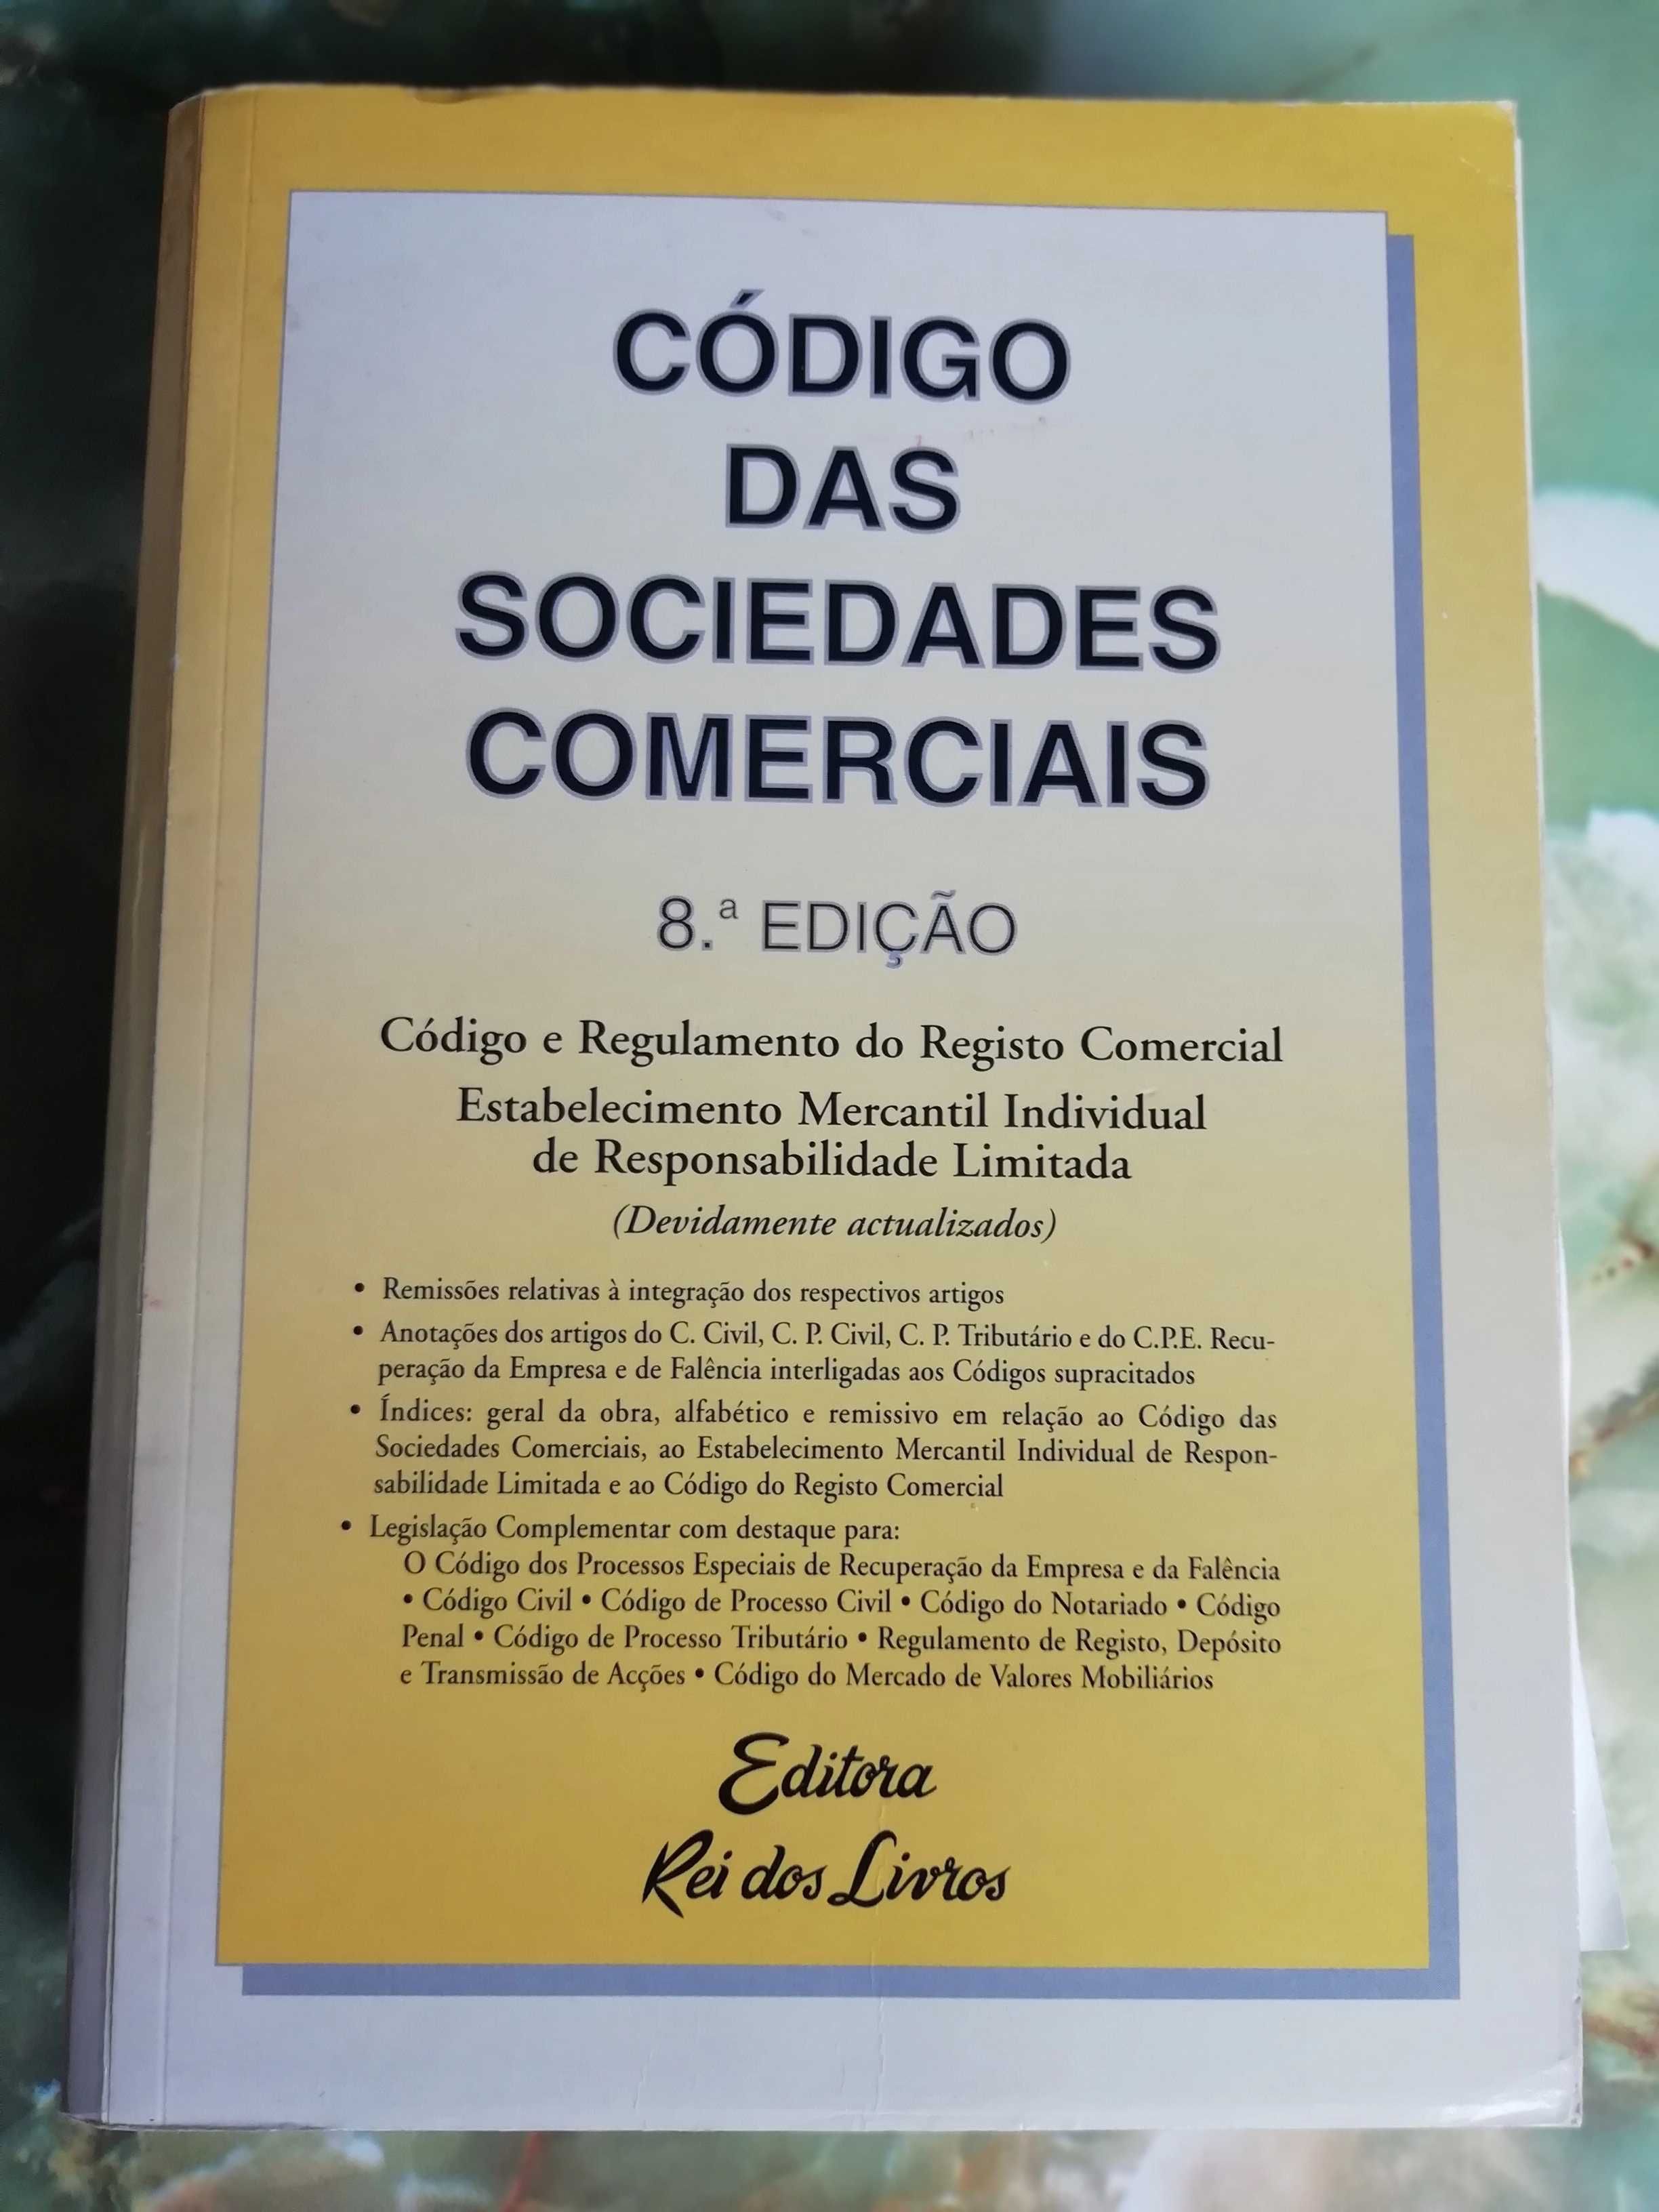 CÓDIGO
DAS
SOCIEDADES
COMERCIAIS
8.ª EDIÇÃO
Código e Regulamento do Registo Comercial
Estabelecimento Mercantil Individual
de Responsabilidade Limitada
(Devidamente actualizados)
• Remissões relativas à integração dos respectivos artigos
• Anotações dos artigos do C. Civil, C. P. Civil, C. P. Tributário e do C.P.E. Recu-
peração da Empresa e de Falência interligadas aos Códigos supracitados
• Índices: geral da obra, alfabético e remissivo em relação ao Código das
Sociedades Comerciais, ao Estabelecimento Mercantil Individual de Respon-
sabilidade Limitada e ao Código do Registo Comercial
• Legislação Complementar com destaque para:
O Código dos Processos Especiais de Recuperação da Empresa e da Falência
• Código Civil • Código de Processo Civil • Código do Notariado • Código
Penal • Código de Processo Tributário • Regulamento de Registo, Depósito
e Transmissão de Acções • Código do Mercado de Valores Mobiliários
Editora
Rei dos Livros